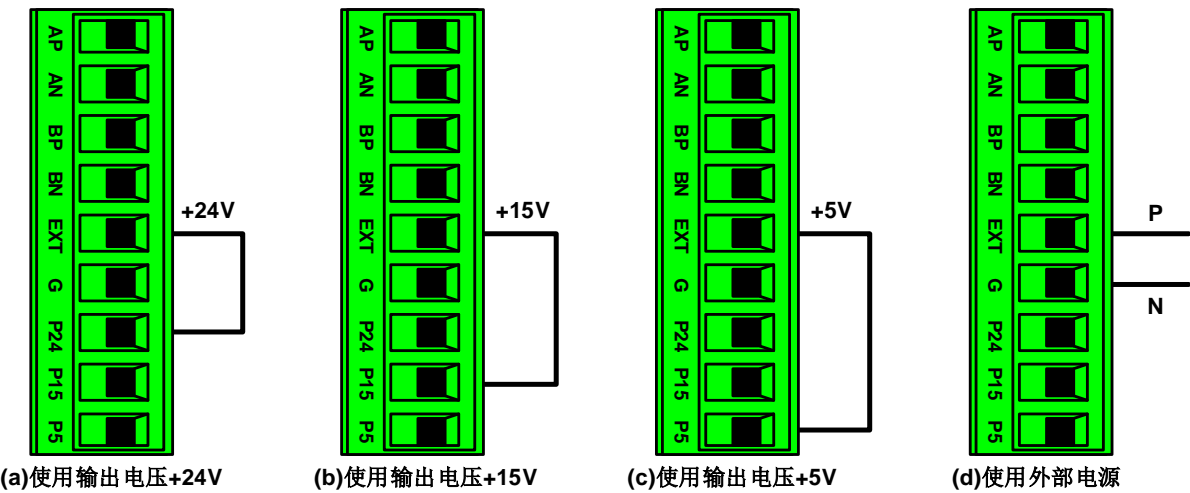 AP
AN
BP
BN
EXT
G
P24
P15
P5
+24V
(a)使用输出电压+24V
AP
AN
BP
BN
EXT
G
P24
P15
P5
+15V
(b)使用输出电压+15V
AP
AN
BP
BN
EXT
G
P24
P15
P5
+5V
(c)使用输出电压+5V
AP
AN
BP
BN
EXT
G
P24
P15
P5
P
N
(d)使用外部电源